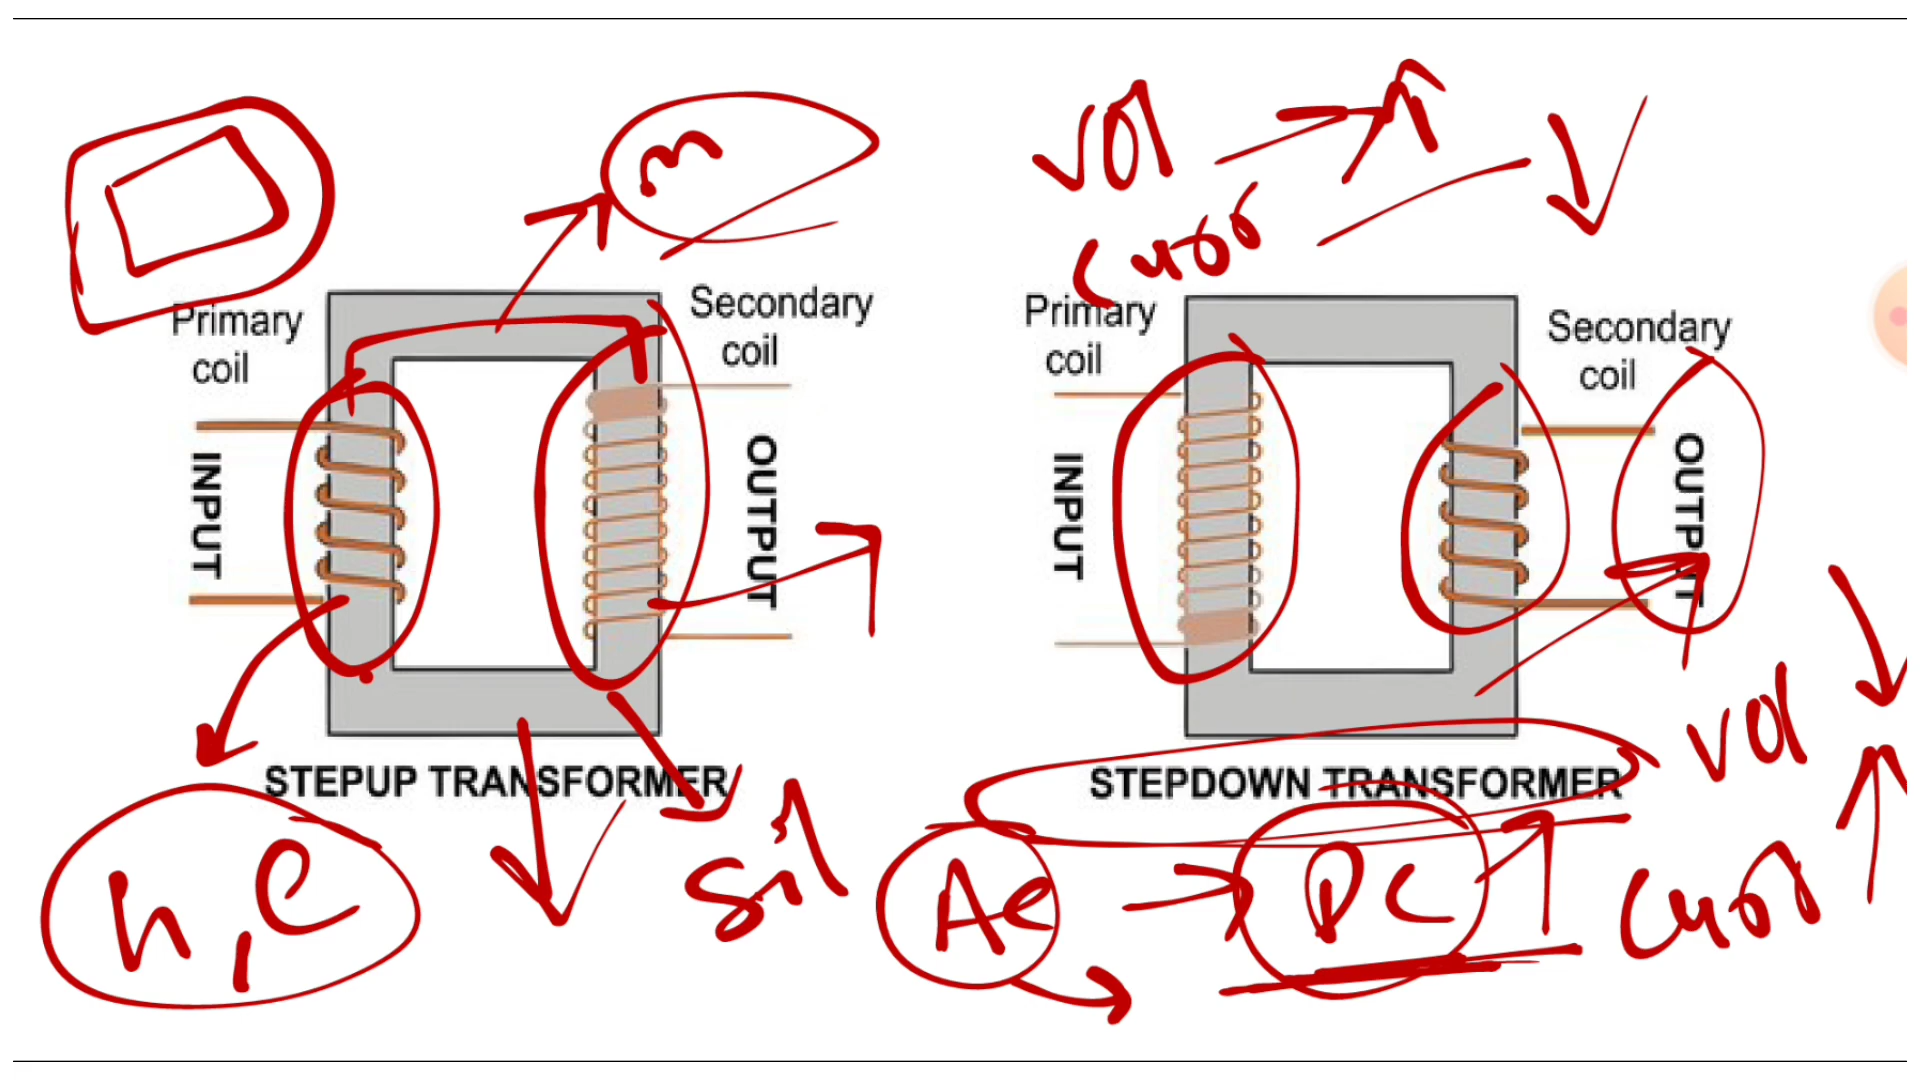 vol
m
Curr
Primary
coil
Secondary
coil
INPUT
OUTPUT
STEPUP TRANSFORMER
Primary
coil
Secondary
coil
INPUT
OUTPUT
STEPDOWN TRANSFORMER
vol
Curr
h, e
AC
DC